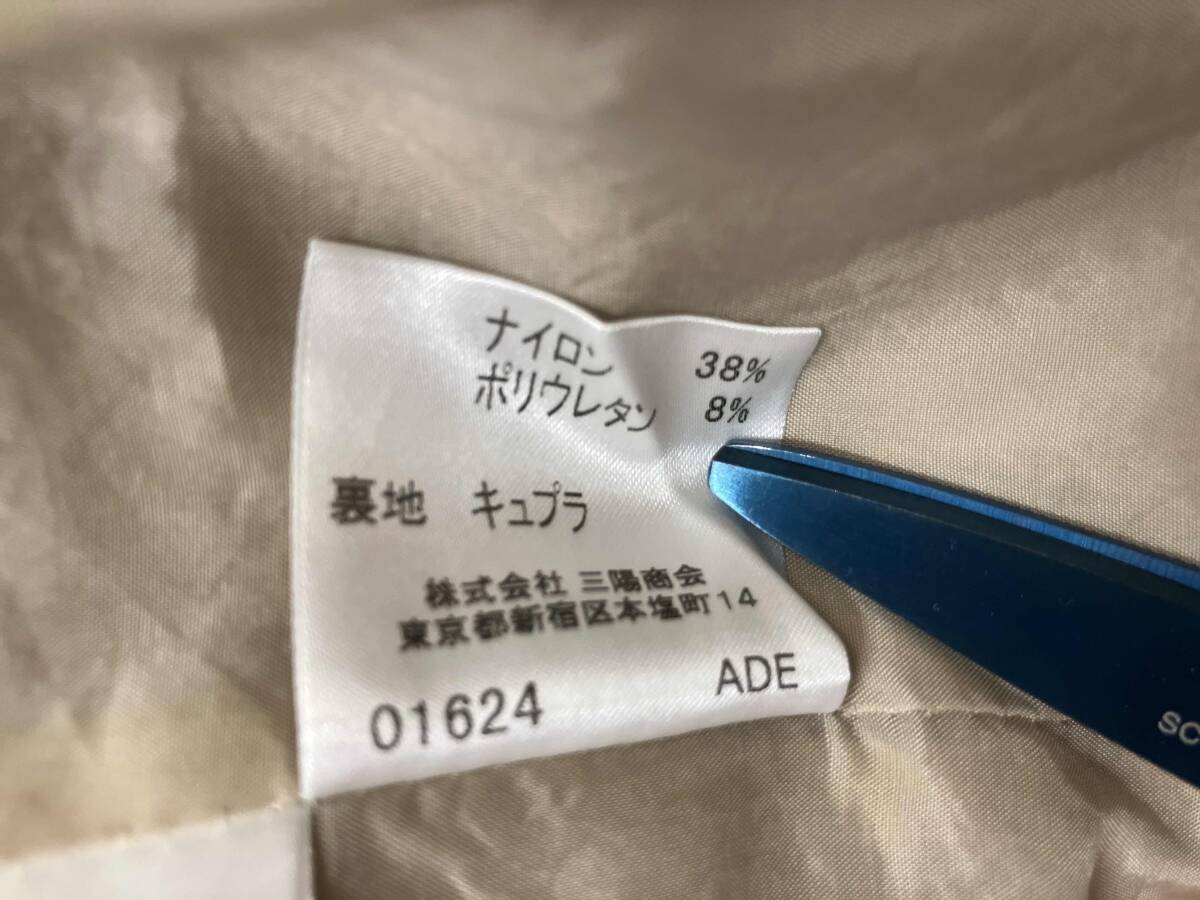 ナイロン 38%
ポリウレタン 8%
裏地 キュプラ
株式会社 三陽商会
東京都新宿区本塩町14
01624 ADE
SC